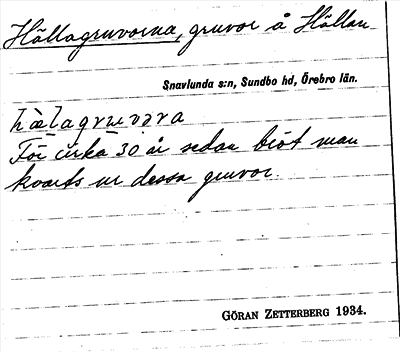 Hällagruvorna, gruvor å Hällan
Snavlunda s:n, Sundbo hd, Örebro län.
hälagruvəra
För cirka 30 år sedan bröt man
kvarts ur dessa gruvor.
GÖRAN ZETTERBERG 1934.